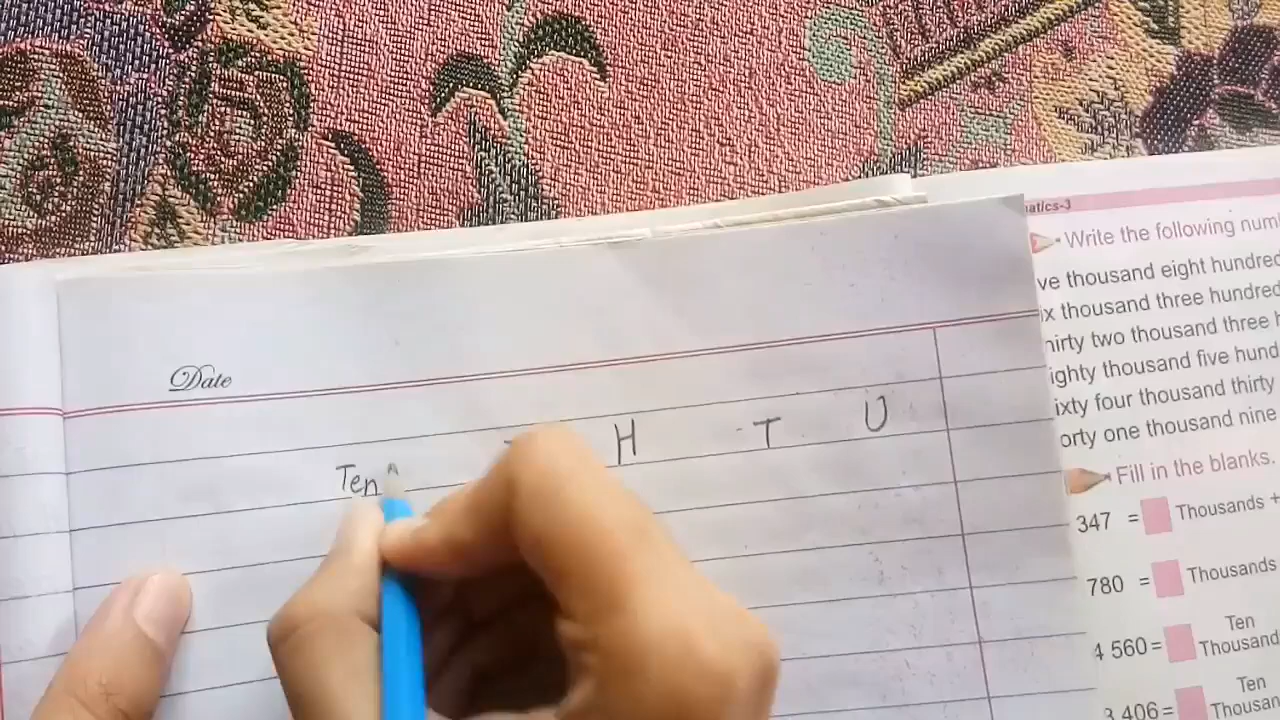 Date
H T U
Ten
atics-3
Write the following num
ve thousand eight hundred
ix thousand three hundred
hirty two thousand three h
ighty thousand five hund
ixty four thousand thirty
orty one thousand nine
Fill in the blanks.
347 = Thousands +
780 = Thousands
4 560 = Ten Thousand
3 406 = Ten Thousan